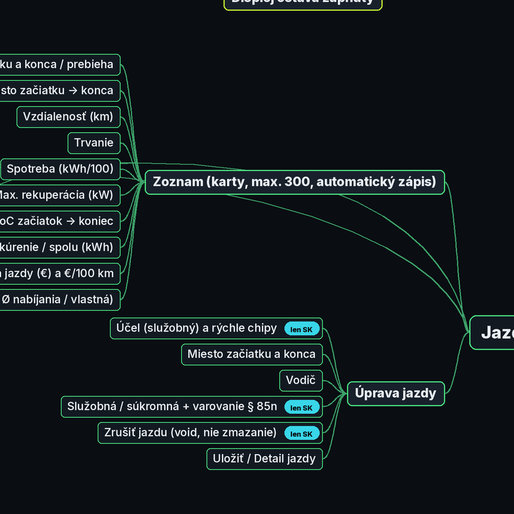 ku a konca / prebieha
sto začiatku → konca
Vzdialenosť (km)
Trvanie
Spotreba (kWh/100)
Zoznam (karty, max. 300, automatický zápis)
Max. rekuperácia (kW)
oC začiatok → koniec
kúrenie / spolu (kWh)
jazdy (€) a €/100 km
Ø nabíjania / vlastná)
Účel (služobný) a rýchle chipy len SK
Miesto začiatku a konca
Vodič
Úprava jazdy
Služobná / súkromná + varovanie § 85n len SK
Zrušiť jazdu (void, nie zmazanie) len SK
Uložiť / Detail jazdy